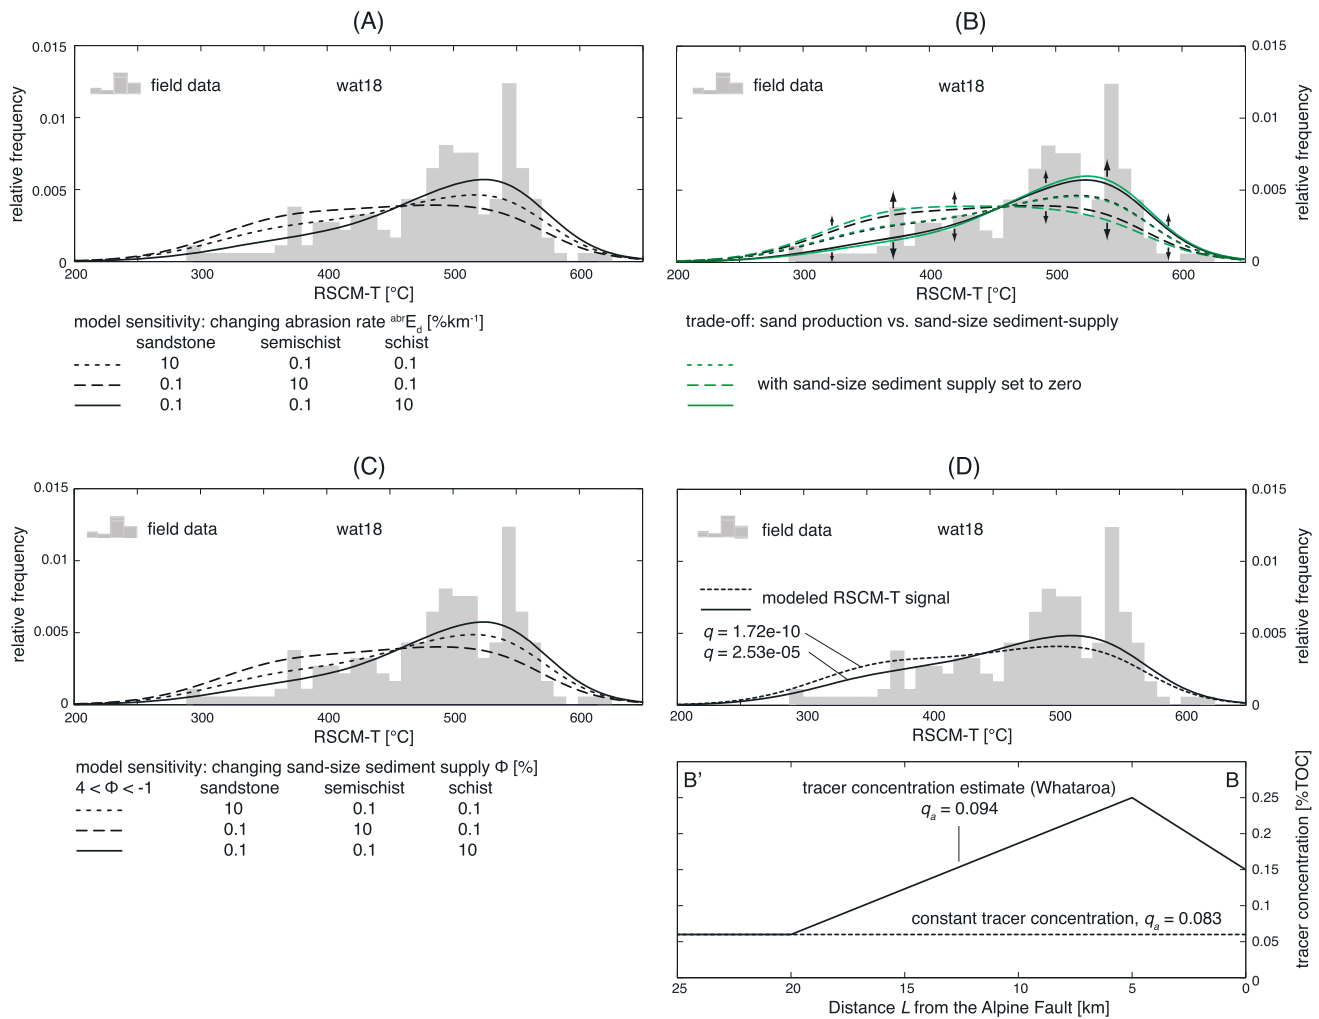 (A)
0.015
0.01
0.005
0
relative frequency
field data
wat18
200 300 400 500 600
RSCM-T [°C]
model sensitivity: changing abrasion rate abrEd [%km-1]
sandstone semischist schist
10 0.1 0.1
0.1 10 0.1
0.1 0.1 10
(B)
field data
wat18
0.015
0.01
0.005
0
relative frequency
200 300 400 500 600
RSCM-T [°C]
trade-off: sand production vs. sand-size sediment-supply
with sand-size sediment supply set to zero
(C)
0.015
0.01
0.005
0
relative frequency
field data
wat18
200 300 400 500 600
RSCM-T [°C]
model sensitivity: changing sand-size sediment supply Φ [%]
4 < Φ < -1 sandstone semischist schist
10 0.1 0.1
0.1 10 0.1
0.1 0.1 10
(D)
field data
wat18
modeled RSCM-T signal
q = 1.72e-10
q = 2.53e-05
0.015
0.01
0.005
0
relative frequency
200 300 400 500 600
RSCM-T [°C]
B' B
tracer concentration estimate (Whataroa)
qa = 0.094
constant tracer concentration, qa = 0.083
0.25
0.2
0.15
0.1
0.05
0
tracer concentration [%TOC]
25 20 15 10 5 0
Distance L from the Alpine Fault [km]